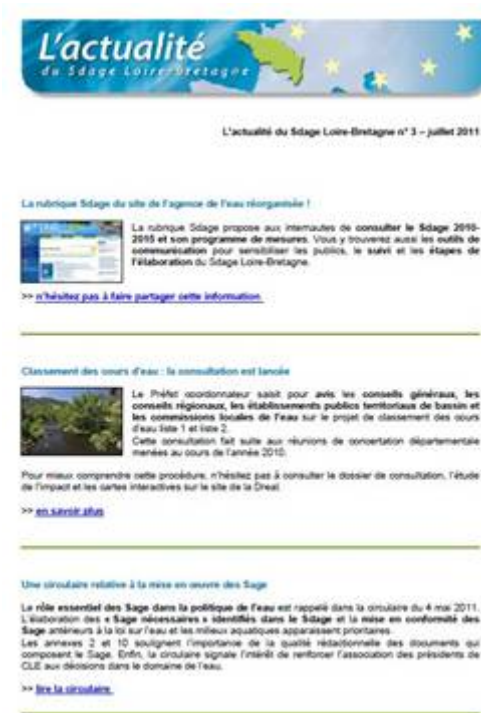 L'actualité
du Sdage Loire-Bretagne
L'actualité du Sdage Loire-Bretagne n° 3 – juillet 2011
La rubrique Sdage du site de l'agence de l'eau réorganisée !
La rubrique Sdage propose aux internautes de consulter le Sdage 2010-
2015 et son programme de mesures. Vous y trouverez aussi les outils de
communication pour sensibiliser les publics, le suivi et les étapes de
l'élaboration du Sdage Loire-Bretagne.
>> n'hésitez pas à faire partager cette information
Classement des cours d'eau : la consultation est lancée
Le Préfet coordonnateur saisit pour avis les conseils généraux, les
conseils régionaux, les établissements publics territoriaux de bassin et
les commissions locales de l'eau sur le projet de classement des cours
d'eau liste 1 et liste 2.
Cette consultation fait suite aux réunions de concertation départementale
menées au cours de l'année 2010.
Pour mieux comprendre cette procédure, n'hésitez pas à consulter le dossier de consultation, l'étude
de l'impact et les cartes interactives sur le site de la Dreal.
>> en savoir plus
Une circulaire relative à la mise en œuvre des Sage
Le rôle essentiel des Sage dans la politique de l'eau est rappelé dans la circulaire du 4 mai 2011.
L'élaboration des « Sage nécessaires » identifiés dans le Sdage et la mise en conformité des
Sage antérieurs à la loi sur l'eau et les milieux aquatiques apparaissent prioritaires.
Les annexes 2 et 10 soulignent l'importance de la qualité rédactionnelle des documents qui
composent le Sage. Enfin, la circulaire signale l'intérêt de renforcer l'association des présidents de
CLE aux décisions dans le domaine de l'eau.
>> lire la circulaire